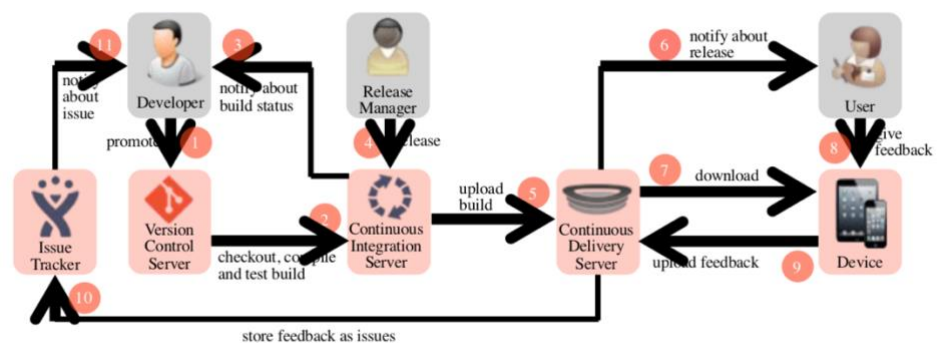 11
3
6
notify about
release
notify
about
issue
Developer
notify about
build status
Release
Manager
User
promote
1
4
release
8
give
feedback
7
download
Issue
Tracker
Version
Control
Server
2
checkout, compile
and test build
Continuous
Integration
Server
upload
build
5
Continuous
Delivery
Server
upload feedback
9
Device
10
store feedback as issues